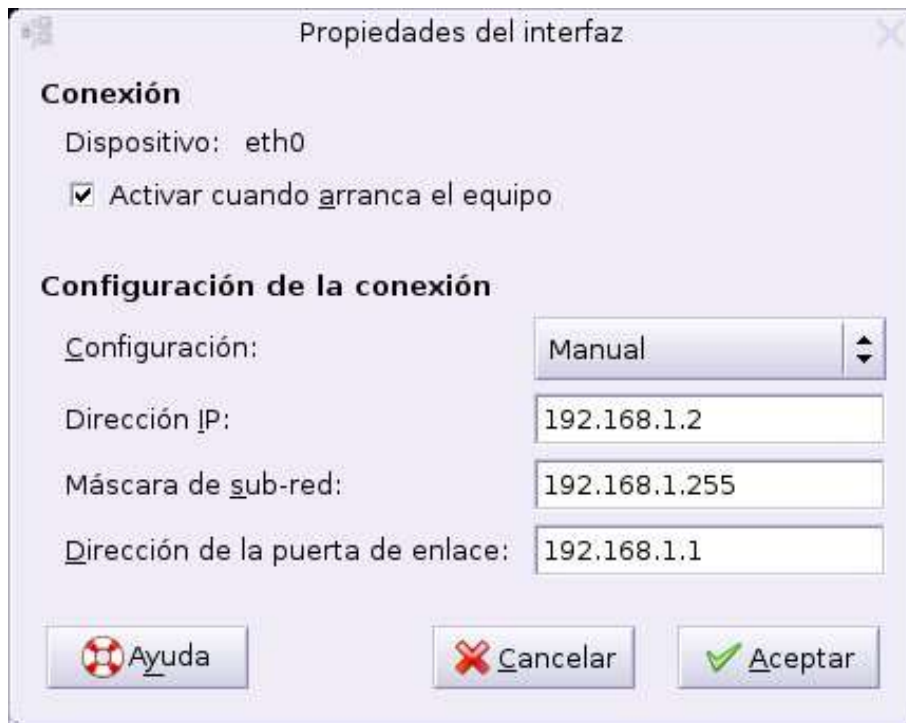 Propiedades del interfaz
Conexión
Dispositivo: eth0
Activar cuando arranca el equipo
Configuración de la conexión
Configuración: Manual
Dirección IP: 192.168.1.2
Máscara de sub-red: 192.168.1.255
Dirección de la puerta de enlace: 192.168.1.1
Ayuda Cancelar Aceptar